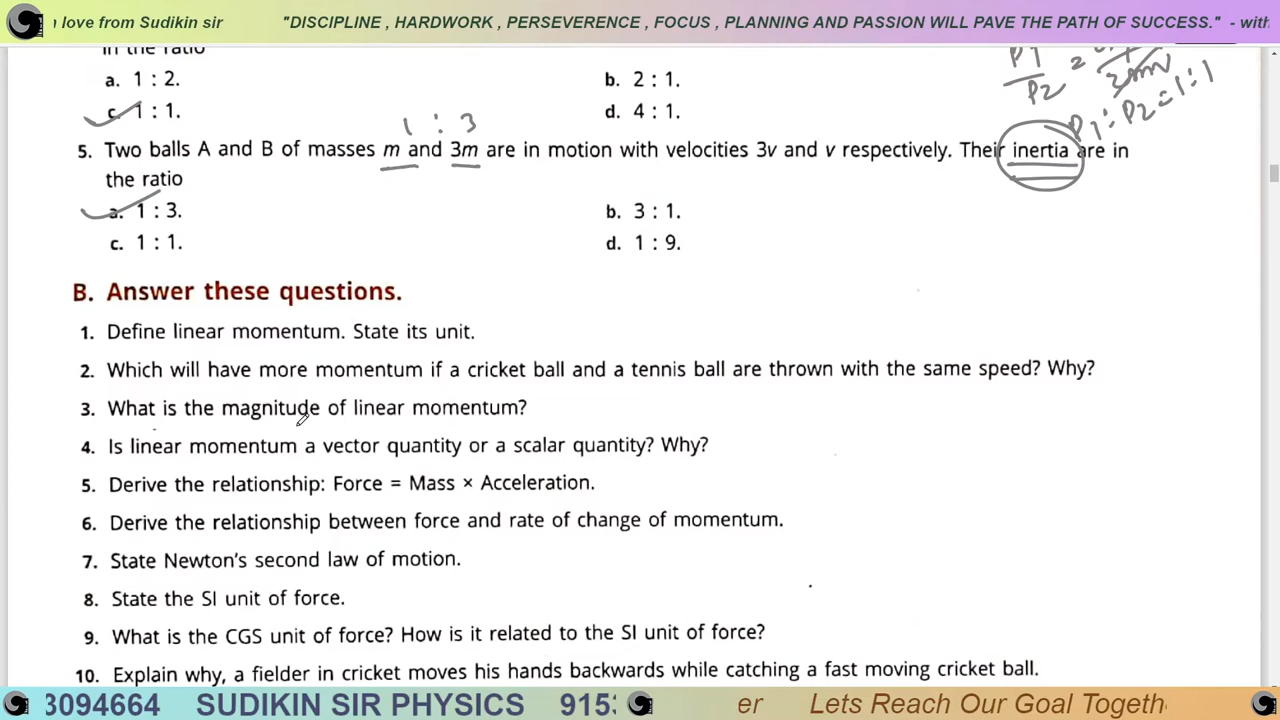 n love from Sudikin sir "DISCIPLINE , HARDWORK , PERSEVERENCE , FOCUS , PLANNING AND PASSION WILL PAVE THE PATH OF SUCCESS." - with
in the ratio
a. 1 : 2.
b. 2 : 1.
c. 1 : 1.
d. 4 : 1.
P1/P2 =
P1 : P2 = 1 : 1
1 : 3
5. Two balls A and B of masses m and 3m are in motion with velocities 3v and v respectively. Their inertia are in
the ratio
a. 1 : 3.
b. 3 : 1.
c. 1 : 1.
d. 1 : 9.
B. Answer these questions.
1. Define linear momentum. State its unit.
2. Which will have more momentum if a cricket ball and a tennis ball are thrown with the same speed? Why?
3. What is the magnitude of linear momentum?
4. Is linear momentum a vector quantity or a scalar quantity? Why?
5. Derive the relationship: Force = Mass × Acceleration.
6. Derive the relationship between force and rate of change of momentum.
7. State Newton's second law of motion.
8. State the SI unit of force.
9. What is the CGS unit of force? How is it related to the SI unit of force?
10. Explain why, a fielder in cricket moves his hands backwards while catching a fast moving cricket ball.
3094664 SUDIKIN SIR PHYSICS 915 er Lets Reach Our Goal Togeth